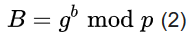 B = g^b mod p (2)